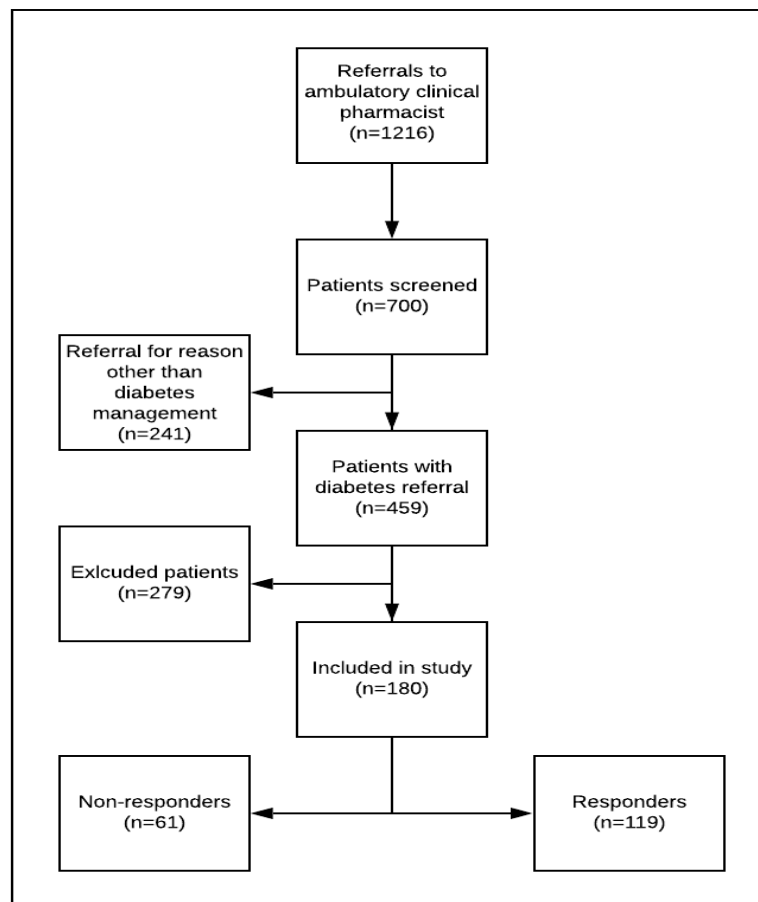 Referrals to
ambulatory clinical
pharmacist
(n=1216)
Patients screened
(n=700)
Referral for reason
other than
diabetes
management
(n=241)
Patients with
diabetes referral
(n=459)
Exlcuded patients
(n=279)
Included in study
(n=180)
Non-responders
(n=61)
Responders
(n=119)